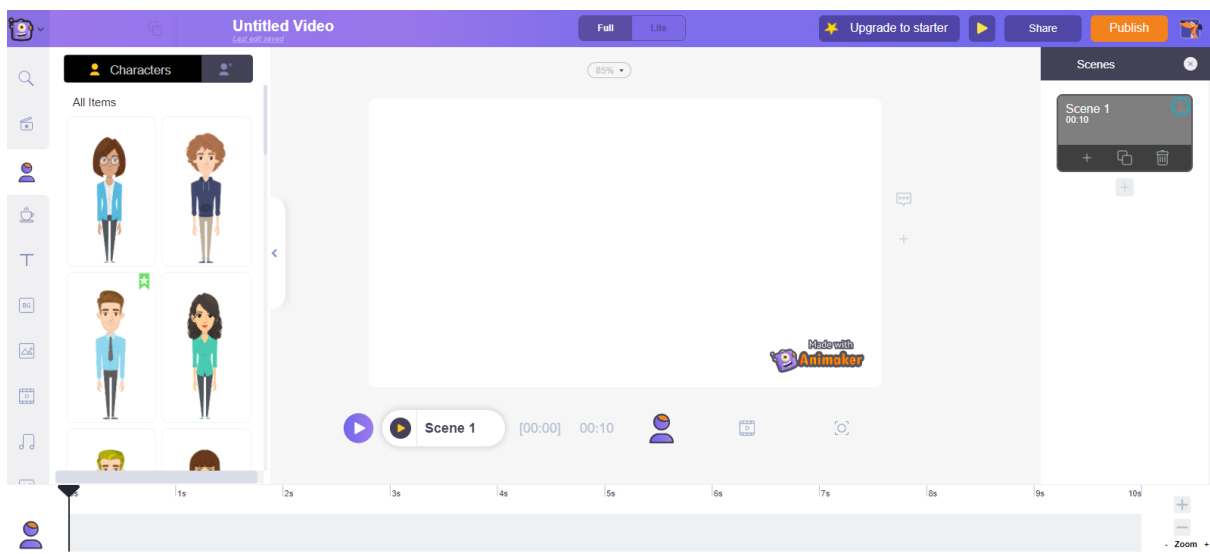 Untitled Video
Last edit saved
Full
Lite
Upgrade to starter
Share
Publish
Characters
85%
Scenes
All Items
Scene 1
00:10
T
BG
Made with
Animaker
Scene 1
[00:00]
00:10
1s
2s
3s
4s
5s
6s
7s
8s
9s
10s
- Zoom +